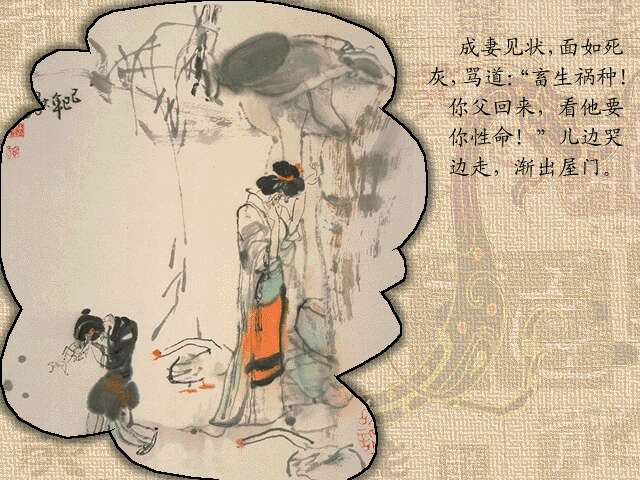 成妻见状，面如死
灰，骂道：“畜生祸种！
你父回来，看他要
你性命！”儿边哭
边走，渐出屋门。